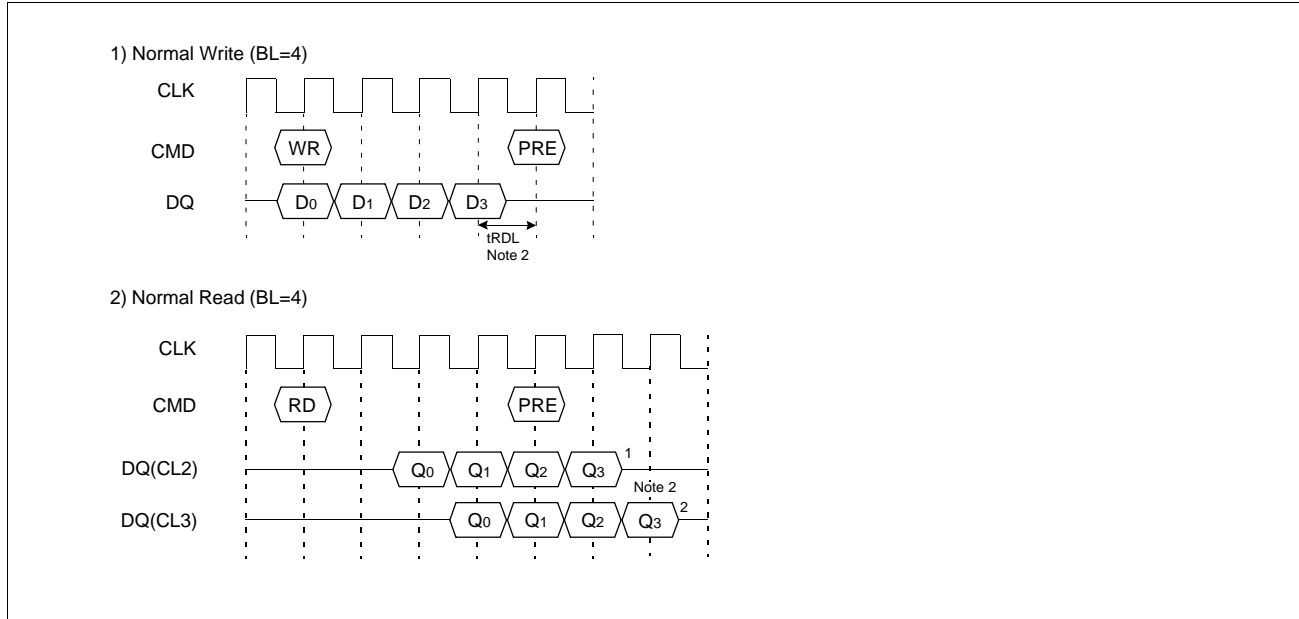 1) Normal Write (BL=4)
CLK
CMD WR PRE
DQ D0 D1 D2 D3
tRDL
Note 2
2) Normal Read (BL=4)
CLK
CMD RD PRE
DQ(CL2) Q0 Q1 Q2 Q3 1
Note 2
DQ(CL3) Q0 Q1 Q2 Q3 2